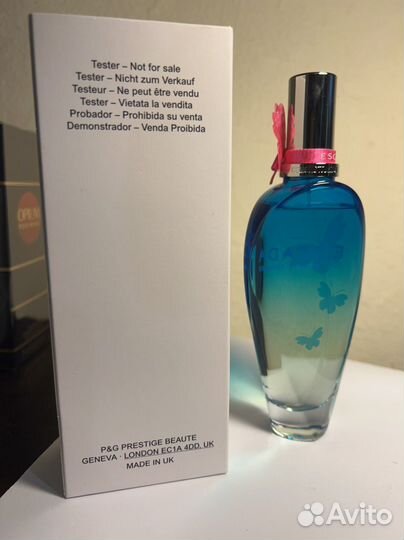 Tester – Not for sale
Tester – Nicht zum Verkauf
Testeur – Ne peut être vendu
Tester – Vietata la vendita
Probador – Prohibida su venta
Demonstrador – Venda Proibida
OPIUM
ESC
P&G PRESTIGE BEAUTE
GENEVA · LONDON EC1A 4DD, UK
MADE IN UK
Avito